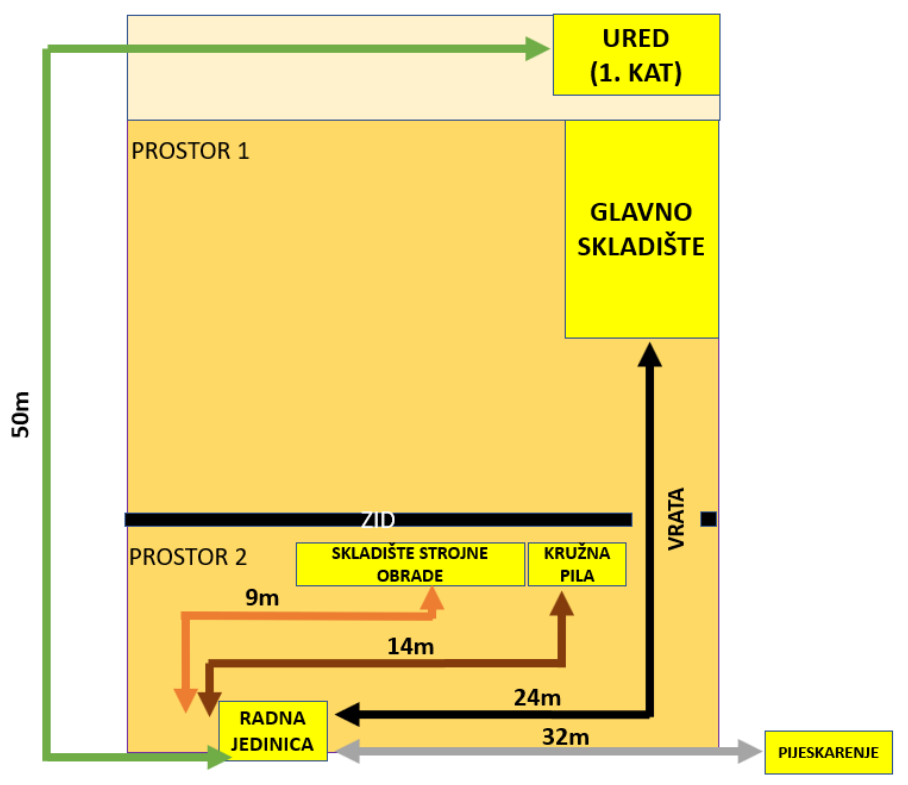 URED
(1. KAT)
PROSTOR 1
GLAVNO
SKLADIŠTE
50m
VRATA
ZID
PROSTOR 2
SKLADIŠTE STROJNE
OBRADE
KRUŽNA
PILA
9m
14m
24m
RADNA
JEDINICA
32m
PIJESKARENJE